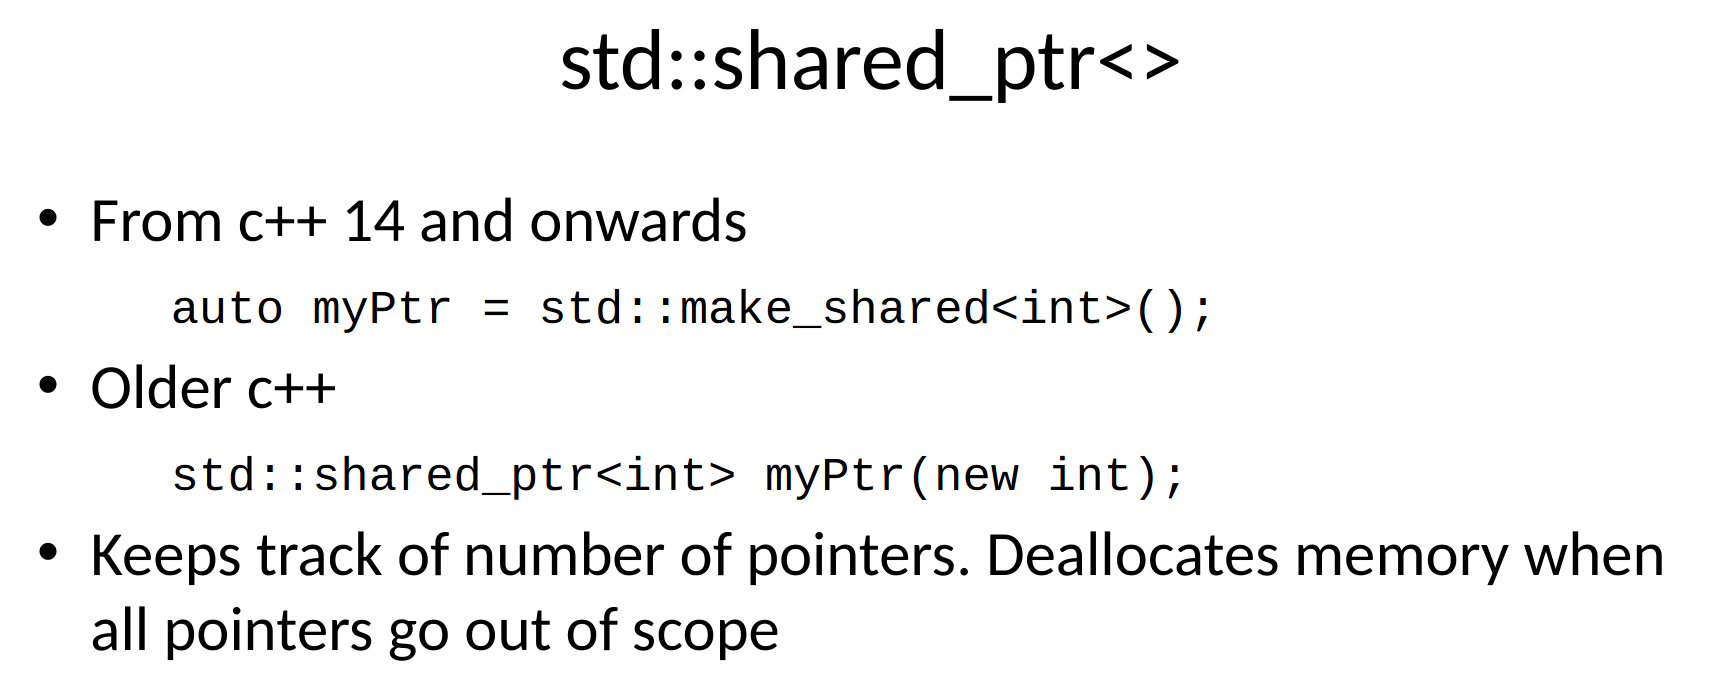 std::shared_ptr<>
• From c++ 14 and onwards
auto myPtr = std::make_shared<int>();
• Older c++
std::shared_ptr<int> myPtr(new int);
• Keeps track of number of pointers. Deallocates memory when
all pointers go out of scope